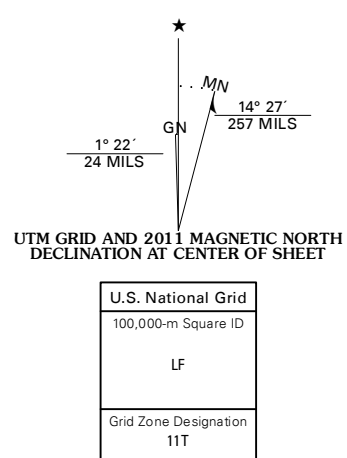 ★
MN
GN
14° 27´
257 MILS
1° 22´
24 MILS
UTM GRID AND 2011 MAGNETIC NORTH
DECLINATION AT CENTER OF SHEET
U.S. National Grid
100,000-m Square ID
LF
Grid Zone Designation
11T